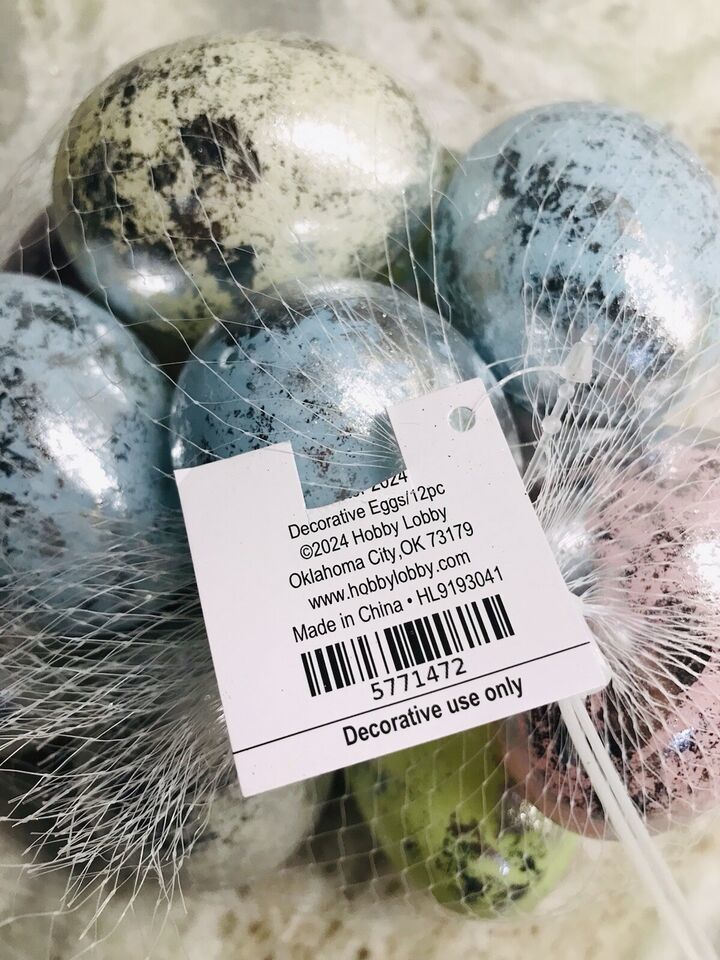 2024
Decorative Eggs/12pc
©2024 Hobby Lobby
Oklahoma City, OK 73179
www.hobbylobby.com
Made in China • HL9193041
5771472
Decorative use only